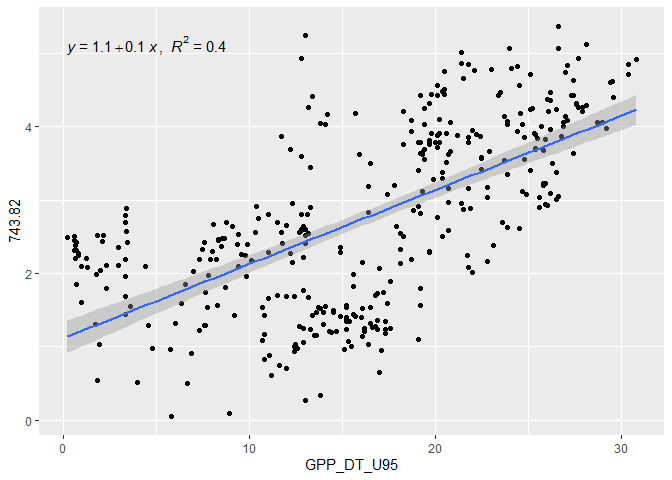 y = 1.1 + 0.1 x, R² = 0.4
4
2
0
743.82
0 10 20 30
GPP_DT_U95